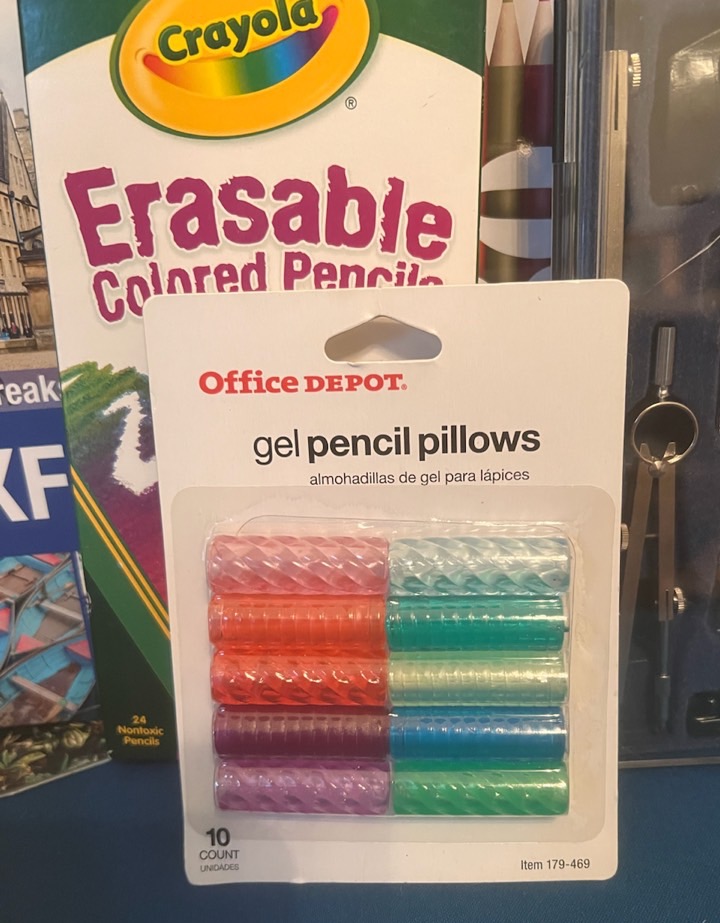 Crayola
®
Erasable
Colored Pencils
reak
XF
Office DEPOT®
gel pencil pillows
almohadillas de gel para lápices
24
Nontoxic
Pencils
10
COUNT
UNIDADES
Item 179-469